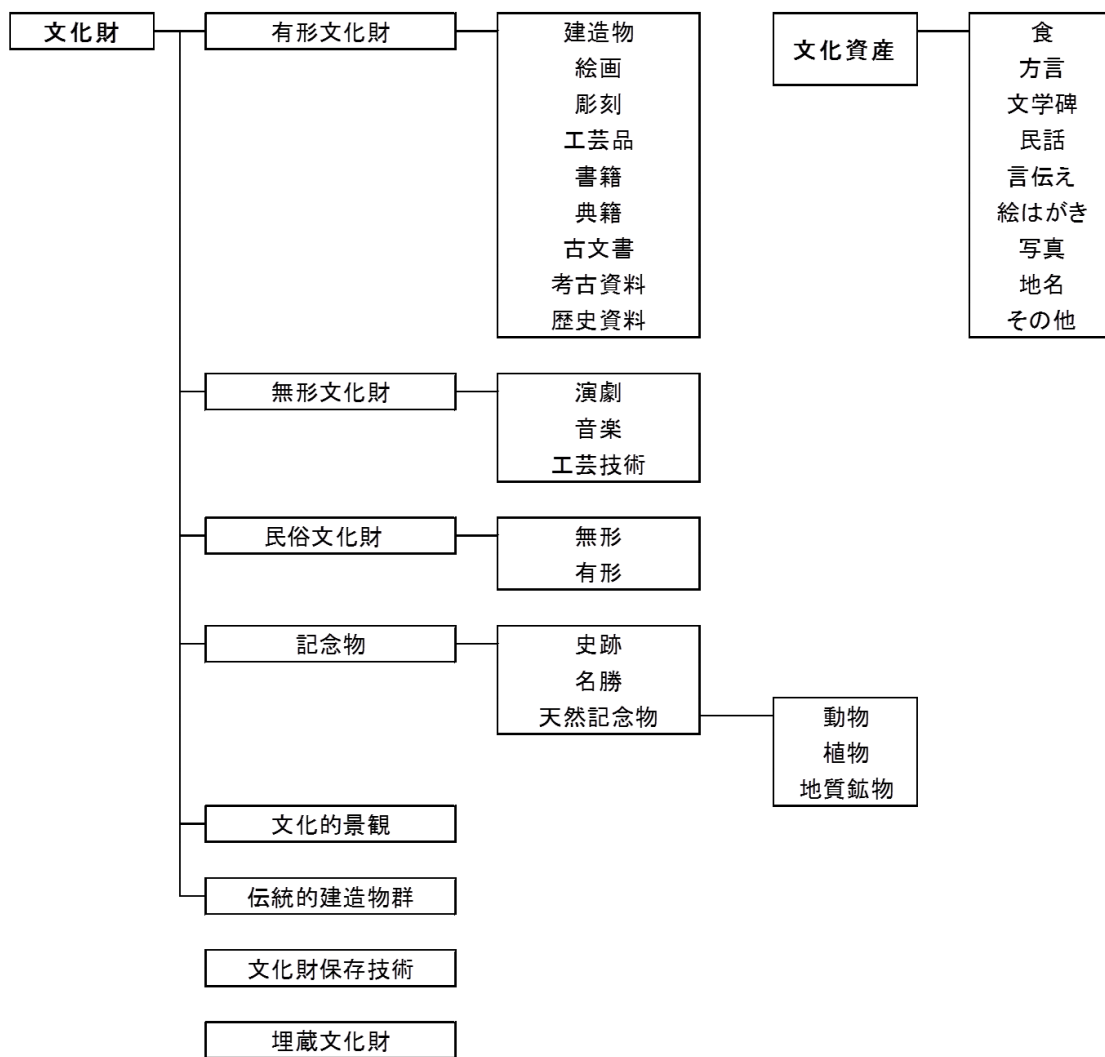 文化財
有形文化財
建造物
絵画
彫刻
工芸品
書籍
典籍
古文書
考古資料
歴史資料
無形文化財
演劇
音楽
工芸技術
民俗文化財
無形
有形
記念物
史跡
名勝
天然記念物
動物
植物
地質鉱物
文化的景観
伝統的建造物群
文化財保存技術
埋蔵文化財
文化資産
食
方言
文学碑
民話
言伝え
絵はがき
写真
地名
その他